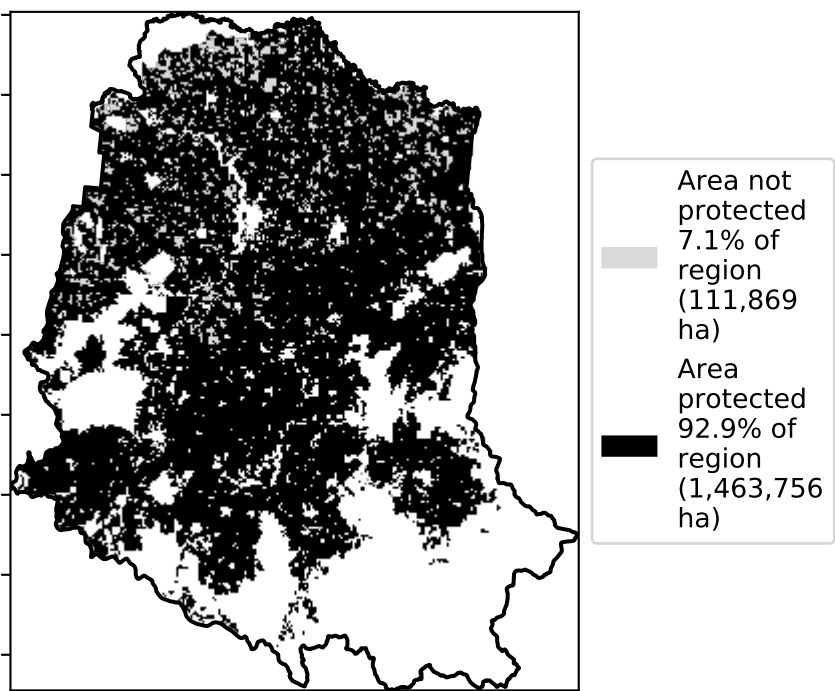 Area not
protected
7.1% of
region
(111,869
ha)
Area
protected
92.9% of
region
(1,463,756
ha)